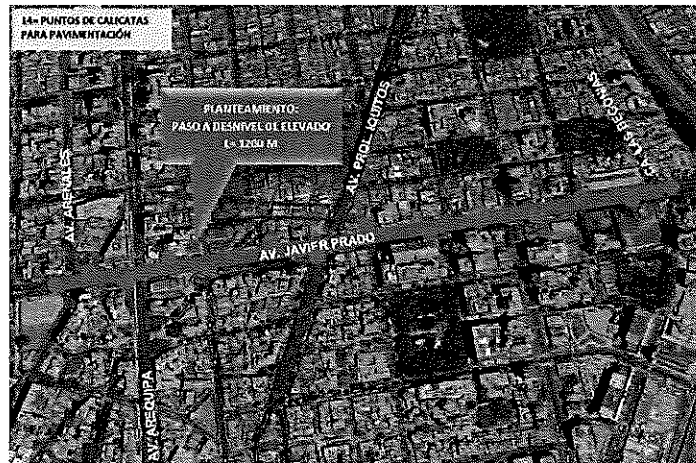 14= PUNTOS DE CALICATAS
PARA PAVIMENTACIÓN
PLANTEAMIENTO:
PASO A DESNIVEL DE ELEVADO
L= 1200 M
AV. ARENALES
AV. PROL. IQUITOS
CA. LAS BEGONIAS
AV. JAVIER PRADO
AV. AREQUIPA